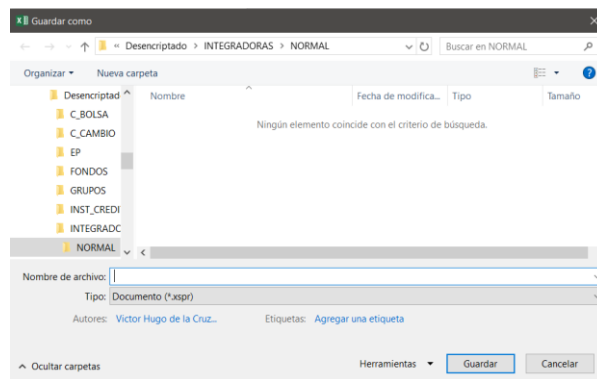 Guardar como
« Desencriptado > INTEGRADORAS > NORMAL
Buscar en NORMAL
Organizar
Nueva carpeta
Desencriptad
C_BOLSA
C_CAMBIO
EP
FONDOS
GRUPOS
INST_CREDI
INTEGRADC
NORMAL
Nombre
Fecha de modifica...
Tipo
Tamaño
Ningún elemento coincide con el criterio de búsqueda.
Nombre de archivo:
Tipo: Documento (*.xspr)
Autores: Victor Hugo de la Cruz...
Etiquetas: Agregar una etiqueta
Ocultar carpetas
Herramientas
Guardar
Cancelar